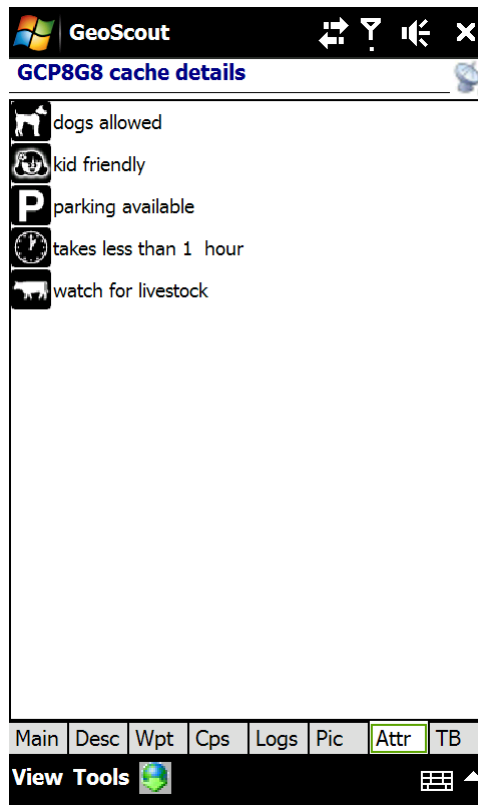 GeoScout
GCP8G8 cache details
dogs allowed
kid friendly
P parking available
takes less than 1 hour
watch for livestock
Main Desc Wpt Cps Logs Pic Attr TB
View Tools